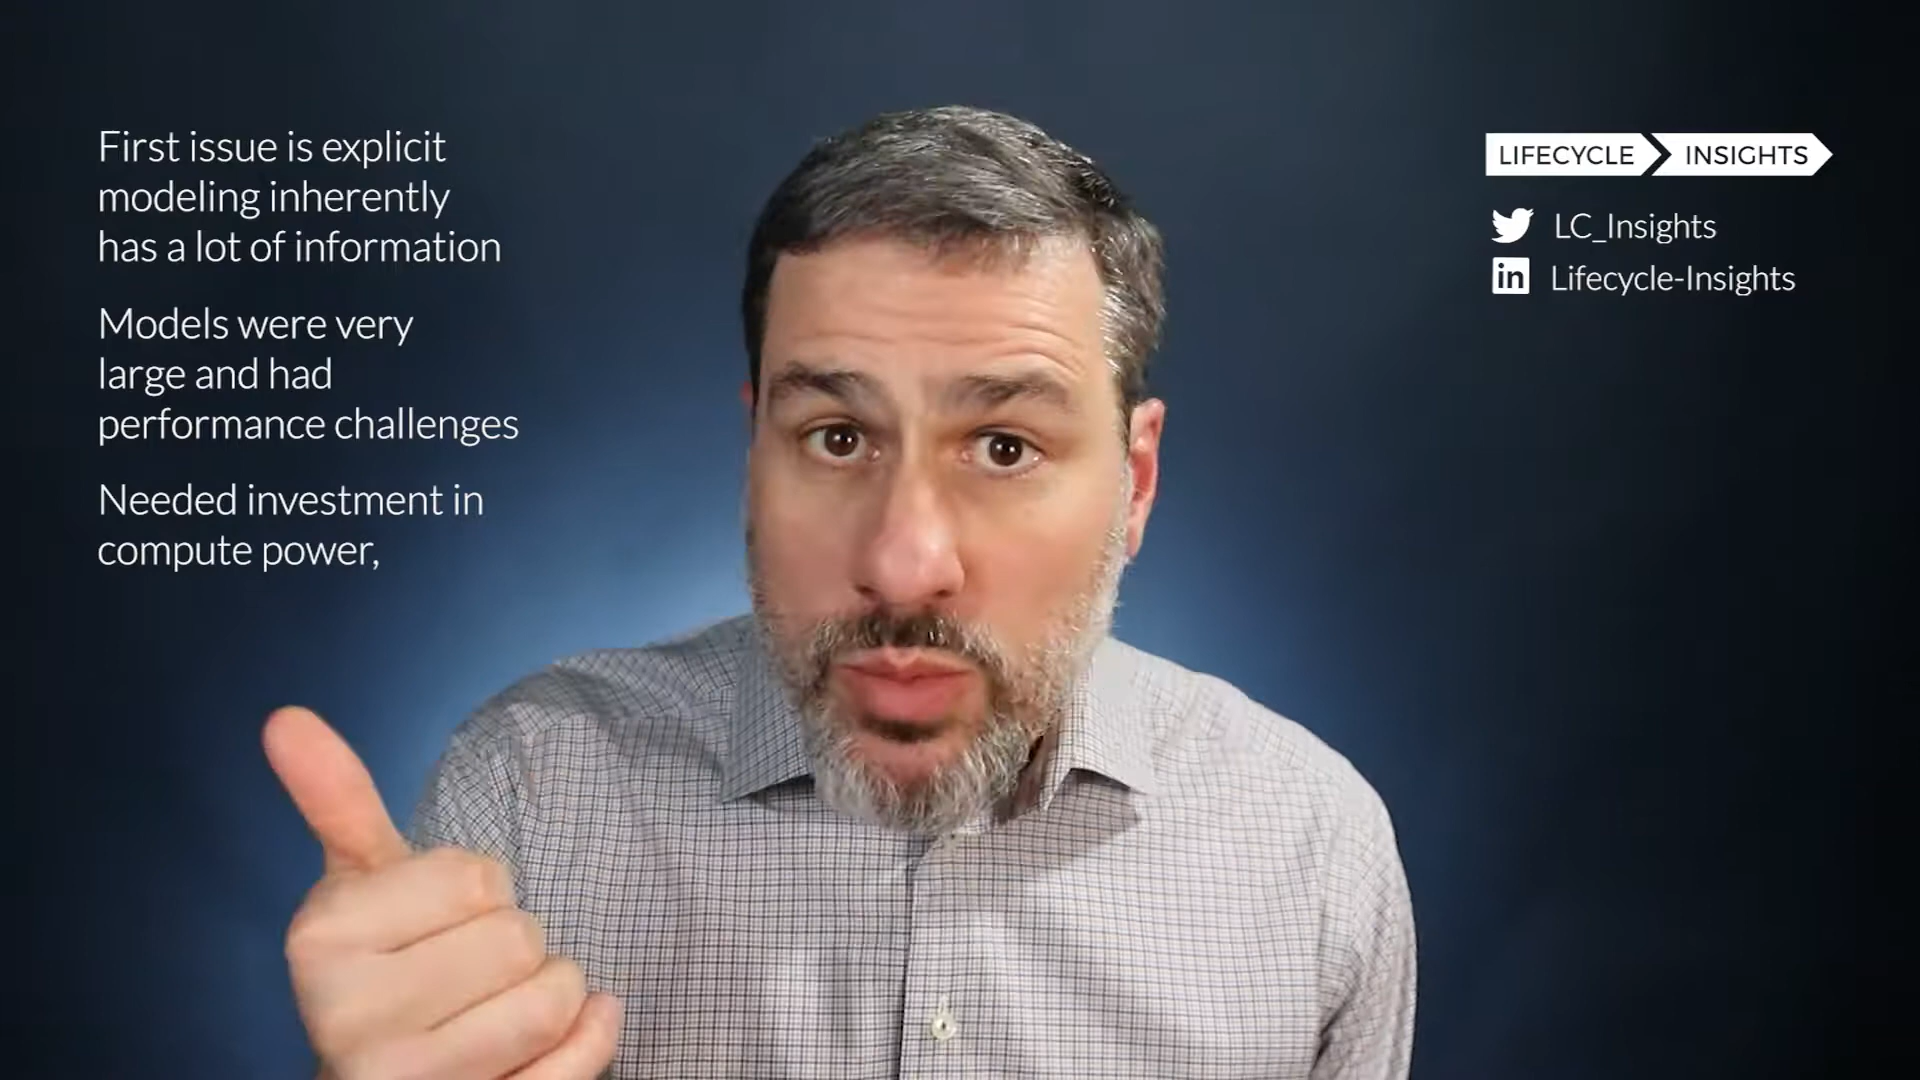 First issue is explicit
modeling inherently
has a lot of information
Models were very
large and had
performance challenges
Needed investment in
compute power,
LIFECYCLE INSIGHTS
LC_Insights
in Lifecycle-Insights